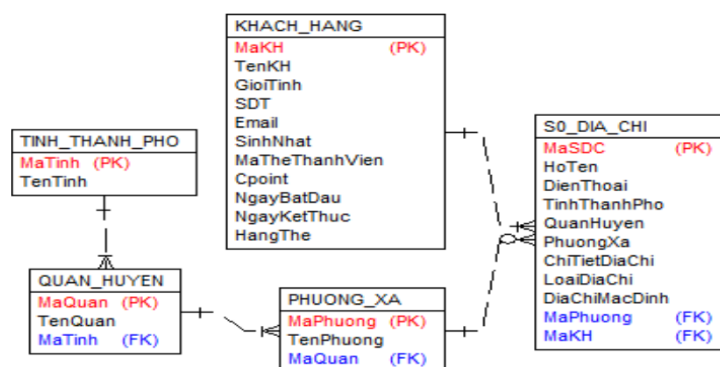 KHACH_HANG
MaKH (PK)
TenKH
GioiTinh
SDT
Email
SinhNhat
MaTheThanhVien
Cpoint
NgayBatDau
NgayKetThuc
HangThe
TINH_THANH_PHO
MaTinh (PK)
TenTinh
S0_DIA_CHI
MaSDC (PK)
HoTen
DienThoai
TinhThanhPho
QuanHuyen
PhuongXa
ChiTietDiaChi
LoaiDiaChi
DiaChiMacDinh
MaPhuong (FK)
MaKH (FK)
QUAN_HUYEN
MaQuan (PK)
TenQuan
MaTinh (FK)
PHUONG_XA
MaPhuong (PK)
TenPhuong
MaQuan (FK)